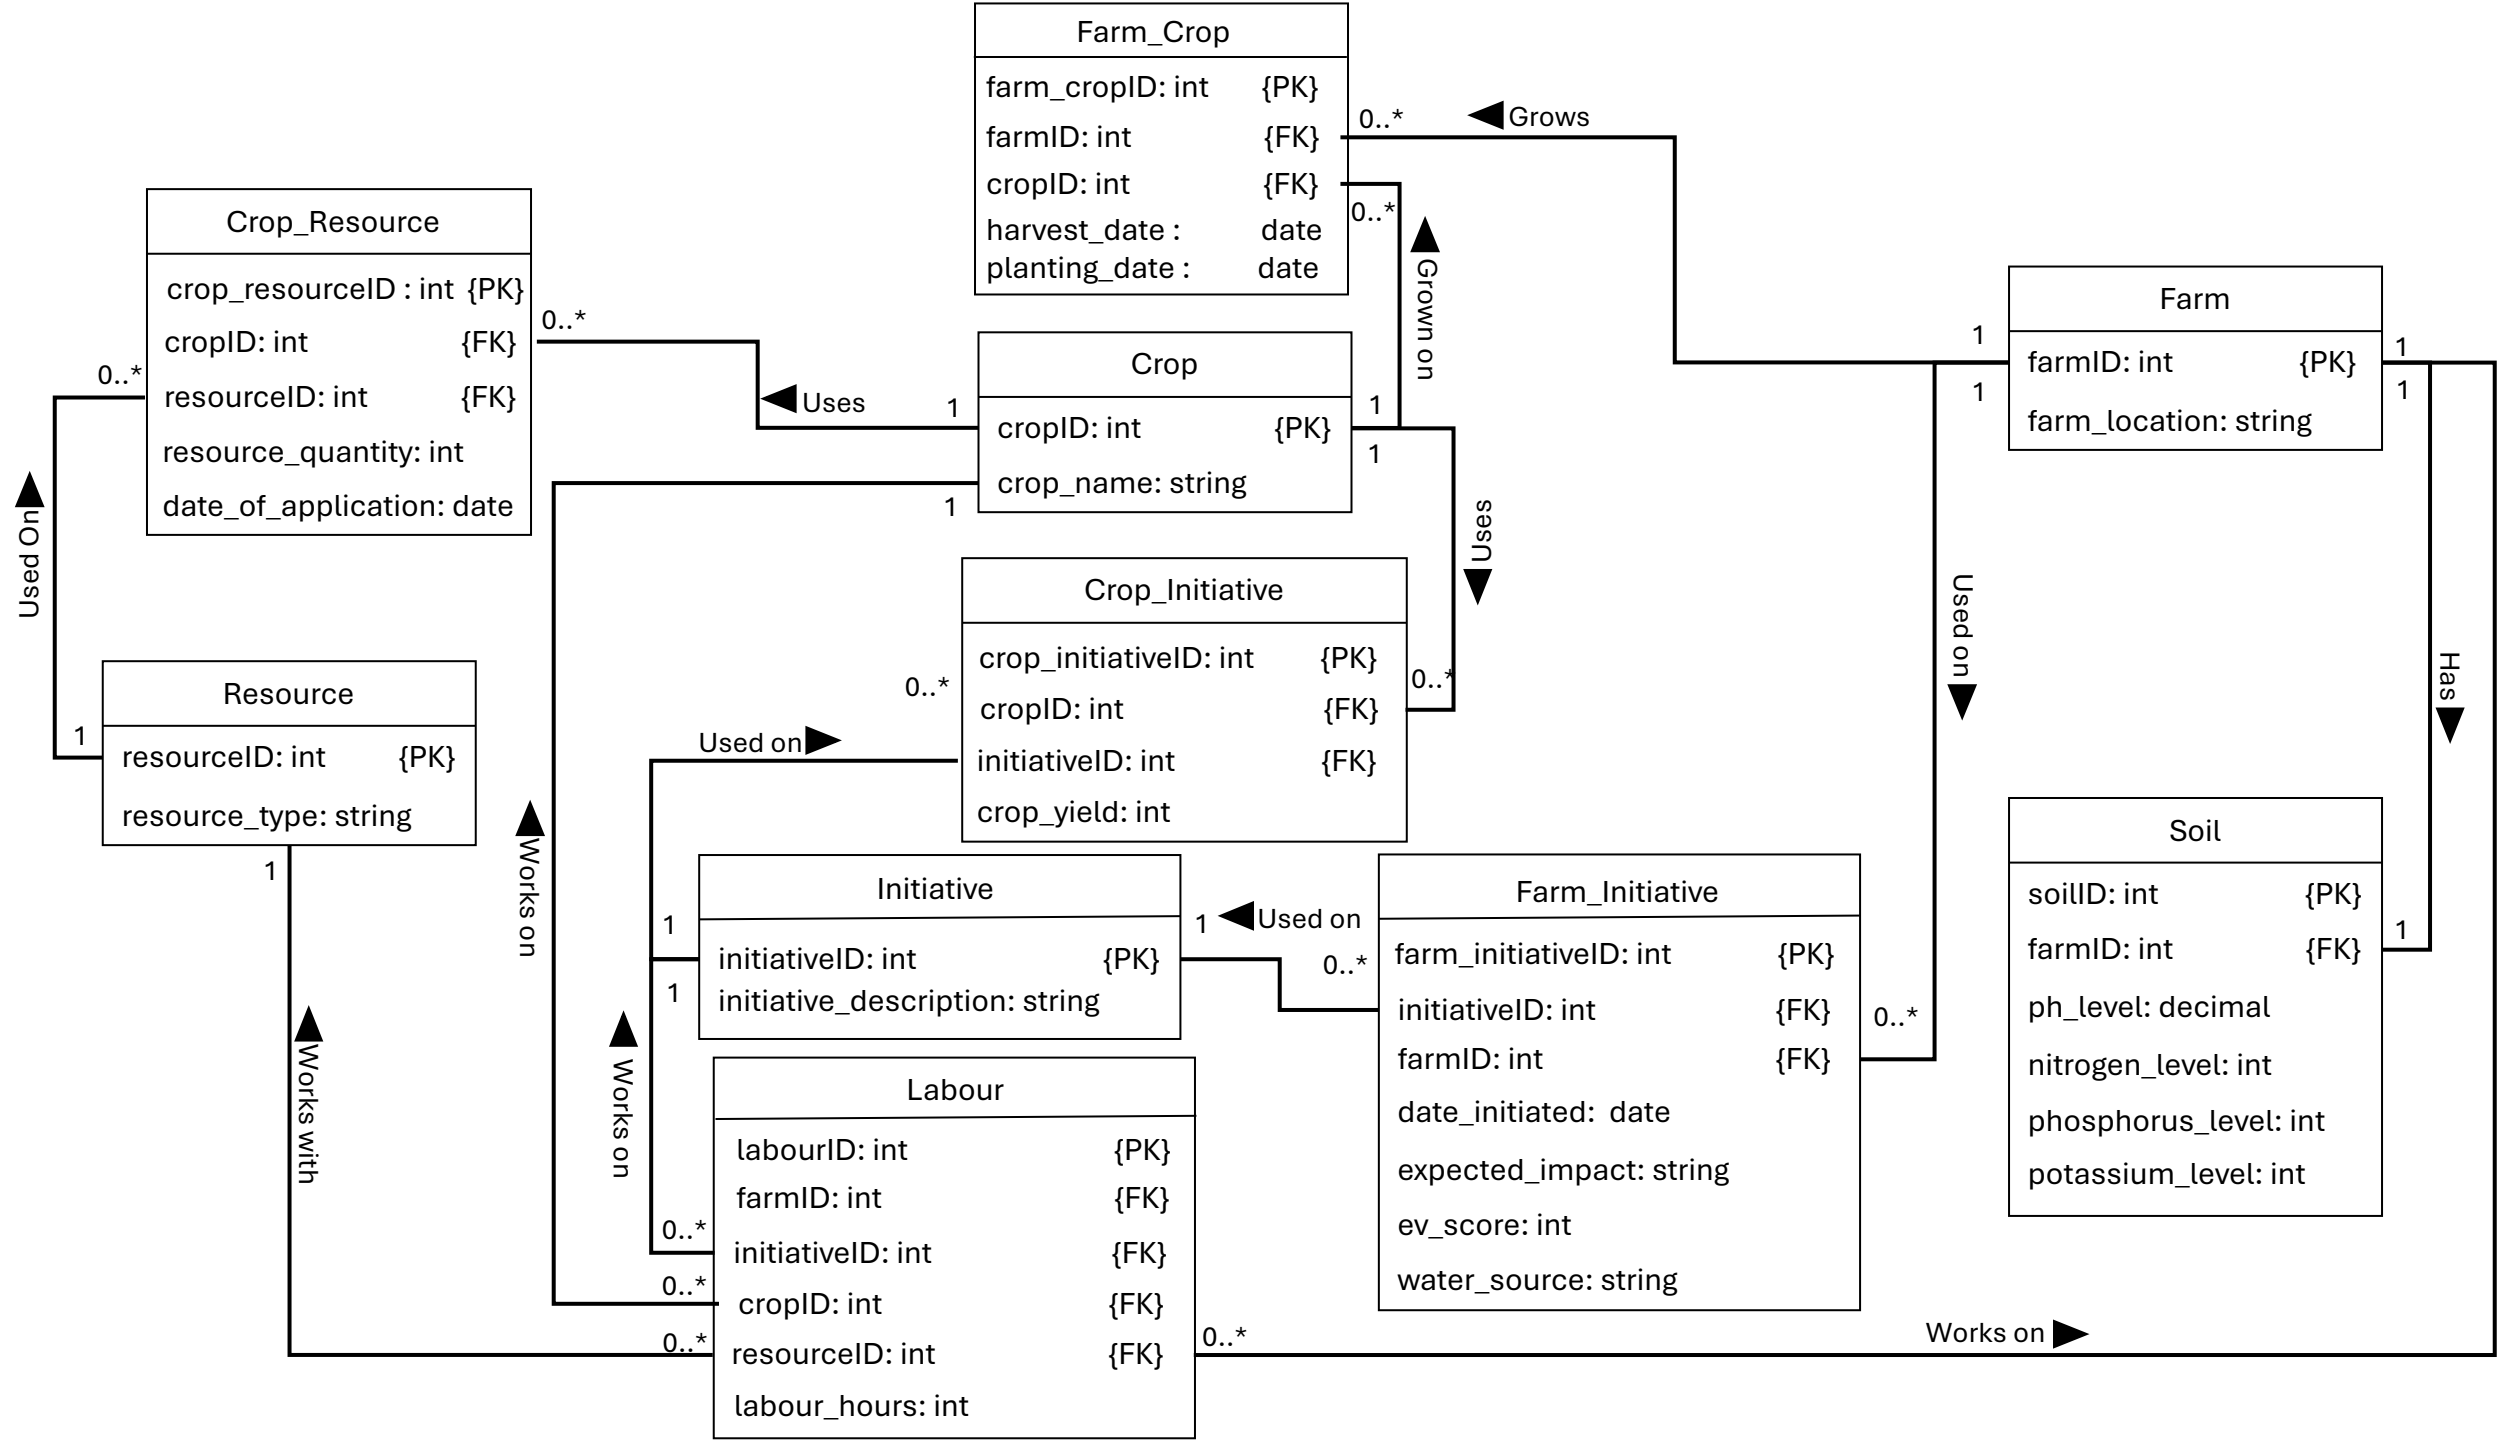 Farm_Crop
farm_cropID: int {PK}
farmID: int {FK}
cropID: int {FK}
harvest_date : date
planting_date : date
0..*
Grows
0..*
Grown on
Crop_Resource
crop_resourceID : int {PK}
cropID: int {FK}
resourceID: int {FK}
resource_quantity: int
date_of_application: date
0..*
0..*
Used On
Uses
1
Crop
cropID: int {PK}
crop_name: string
1
1
1
Uses
Farm
farmID: int {PK}
farm_location: string
1
1
1
1
Crop_Initiative
crop_initiativeID: int {PK}
cropID: int {FK}
initiativeID: int {FK}
crop_yield: int
0..*
0..*
Used on
Used on
Has
Resource
resourceID: int {PK}
resource_type: string
1
1
Works on
Works with
Works on
Initiative
initiativeID: int {PK}
initiative_description: string
1
1
1
Used on
0..*
Farm_Initiative
farm_initiativeID: int {PK}
initiativeID: int {FK}
farmID: int {FK}
date_initiated: date
expected_impact: string
ev_score: int
water_source: string
0..*
Soil
soilID: int {PK}
farmID: int {FK}
ph_level: decimal
nitrogen_level: int
phosphorus_level: int
potassium_level: int
1
Labour
labourID: int {PK}
farmID: int {FK}
initiativeID: int {FK}
cropID: int {FK}
resourceID: int {FK}
labour_hours: int
0..*
0..*
0..*
0..*
Works on